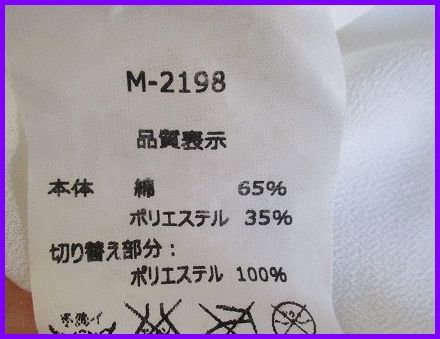 M-2198
品質表示
本体 綿 65%
ポリエステル 35%
切り替え部分：
ポリエステル 100%